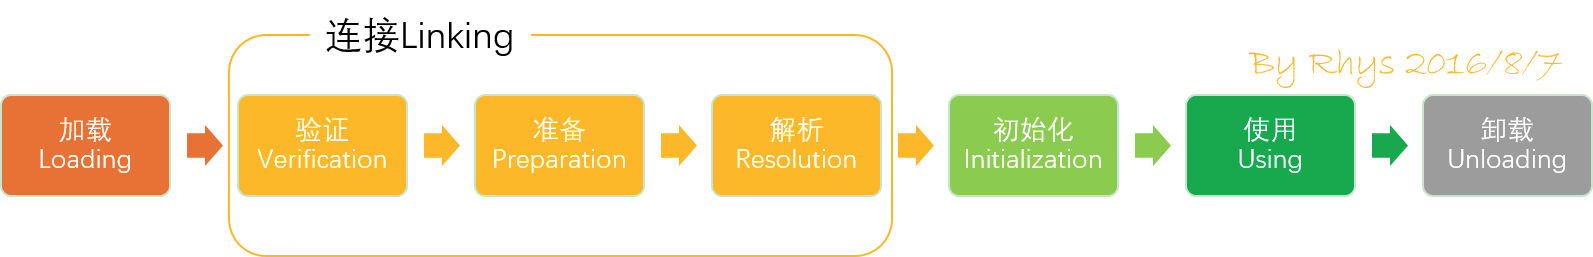 连接Linking
By Rhys 2016/8/7
加载
Loading
验证
Verification
准备
Preparation
解析
Resolution
初始化
Initialization
使用
Using
卸载
Unloading